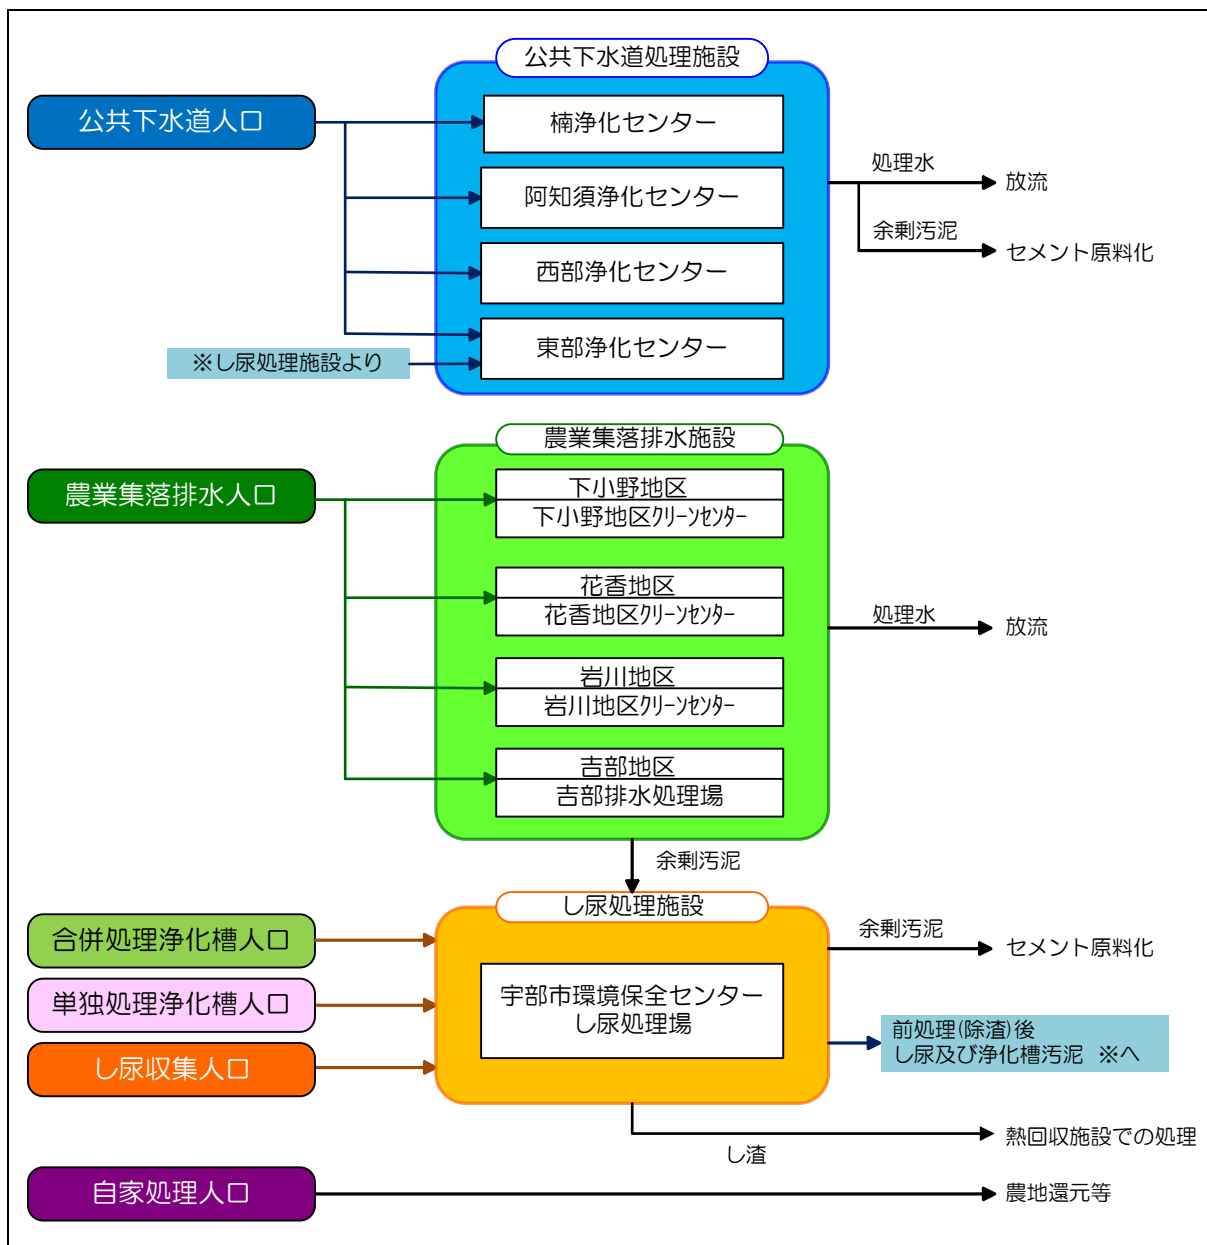 公共下水道処理施設
公共下水道人口
楠浄化センター
阿知須浄化センター
西部浄化センター
東部浄化センター
※し尿処理施設より
処理水
放流
余剰汚泥
セメント原料化
農業集落排水施設
農業集落排水人口
下小野地区
下小野地区ｸﾘｰﾝｾﾝﾀｰ
花香地区
花香地区ｸﾘｰﾝｾﾝﾀｰ
岩川地区
岩川地区ｸﾘｰﾝｾﾝﾀｰ
吉部地区
吉部排水処理場
処理水
放流
余剰汚泥
し尿処理施設
合併処理浄化槽人口
単独処理浄化槽人口
し尿収集人口
宇部市環境保全センター
し尿処理場
余剰汚泥
セメント原料化
前処理(除渣)後
し尿及び浄化槽汚泥 ※へ
し渣
熱回収施設での処理
自家処理人口
農地還元等